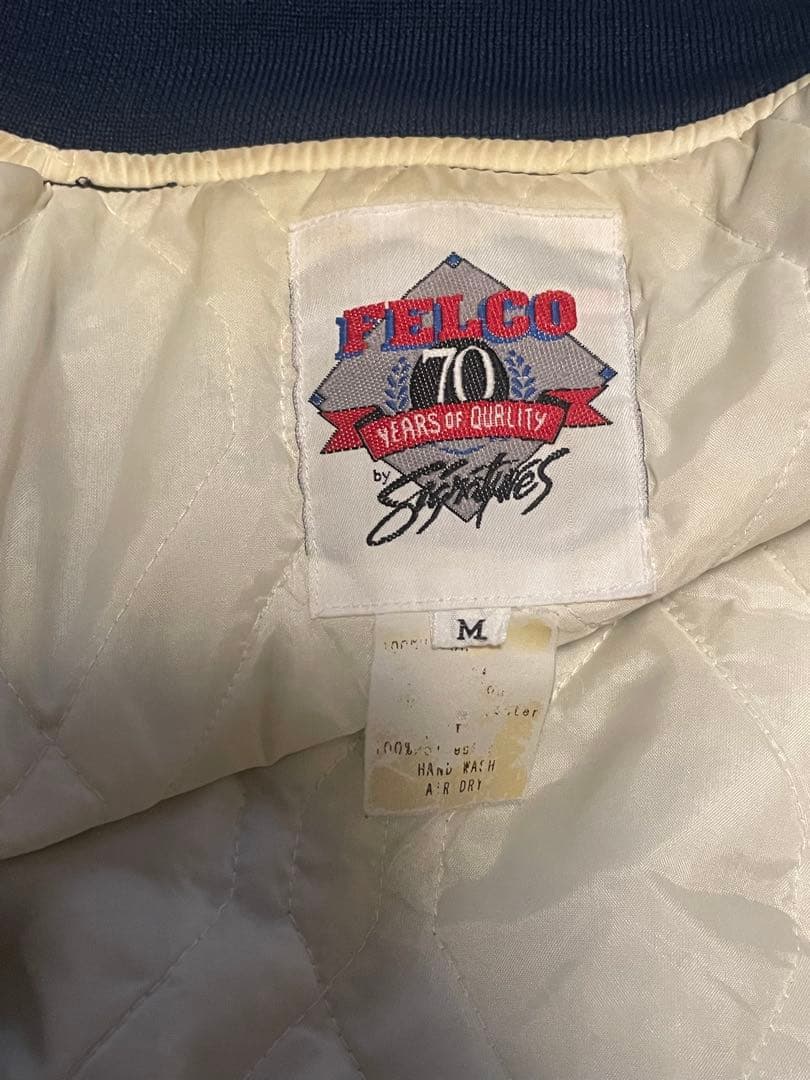 FELCO
70
YEARS OF QUALITY
by Signatures
M
HAND WASH
AIR DRY